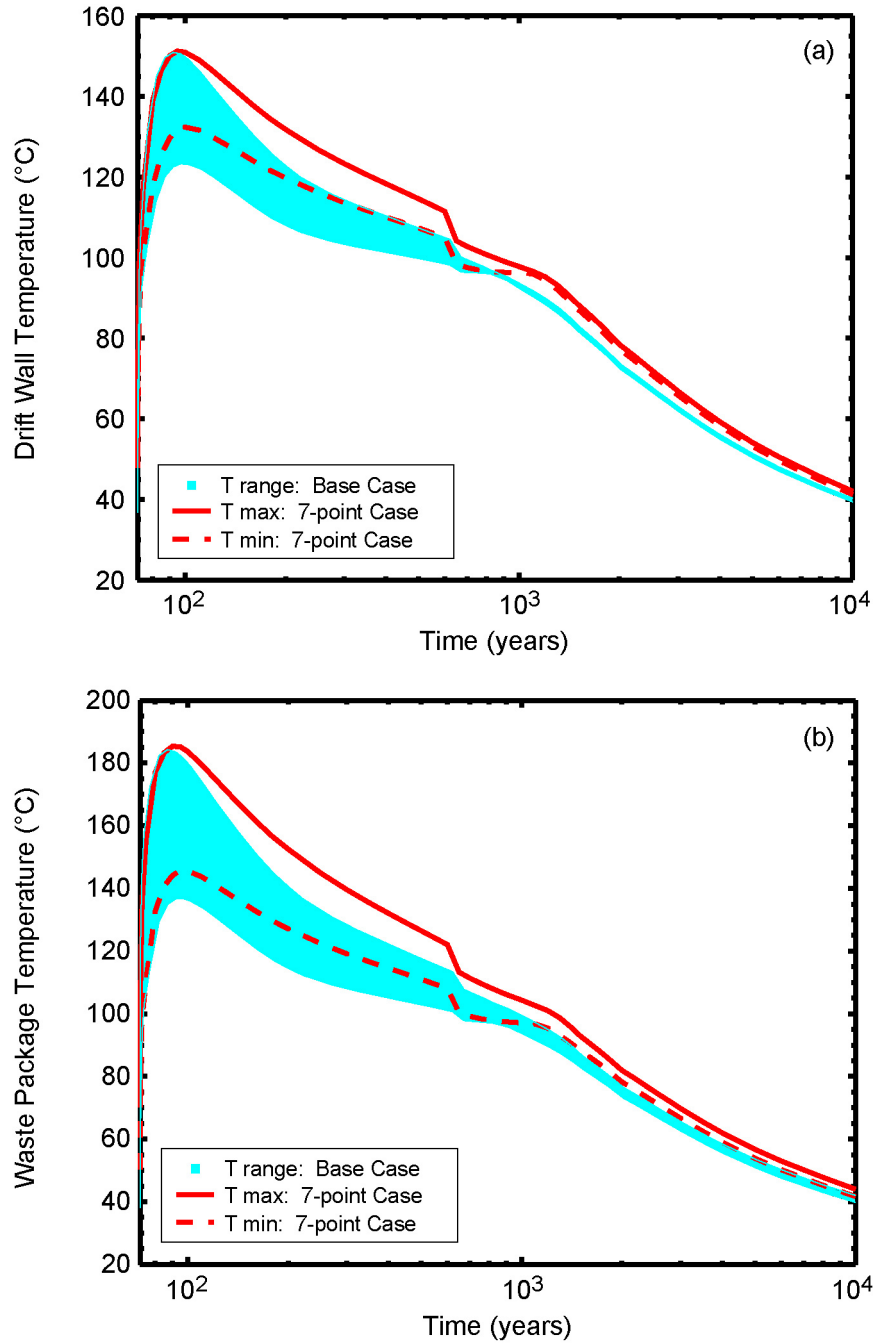 (a)
Drift Wall Temperature (°C)
160
140
120
100
80
60
40
20
T range: Base Case
T max: 7-point Case
T min: 7-point Case
10²
10³
10⁴
Time (years)
(b)
Waste Package Temperature (°C)
200
180
160
140
120
100
80
60
40
20
T range: Base Case
T max: 7-point Case
T min: 7-point Case
10²
10³
10⁴
Time (years)